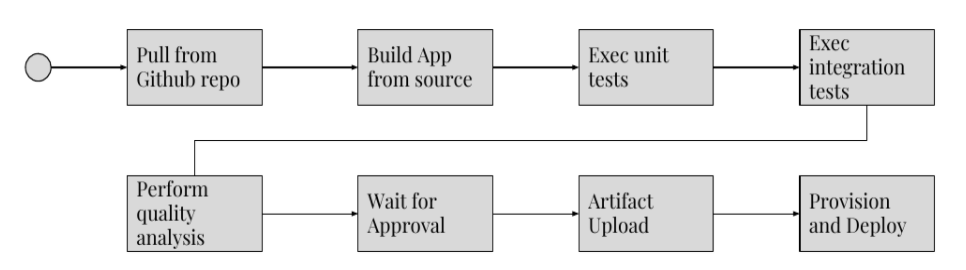 Pull from
Github repo
Build App
from source
Exec unit
tests
Exec
integration
tests
Perform
quality
analysis
Wait for
Approval
Artifact
Upload
Provision
and Deploy